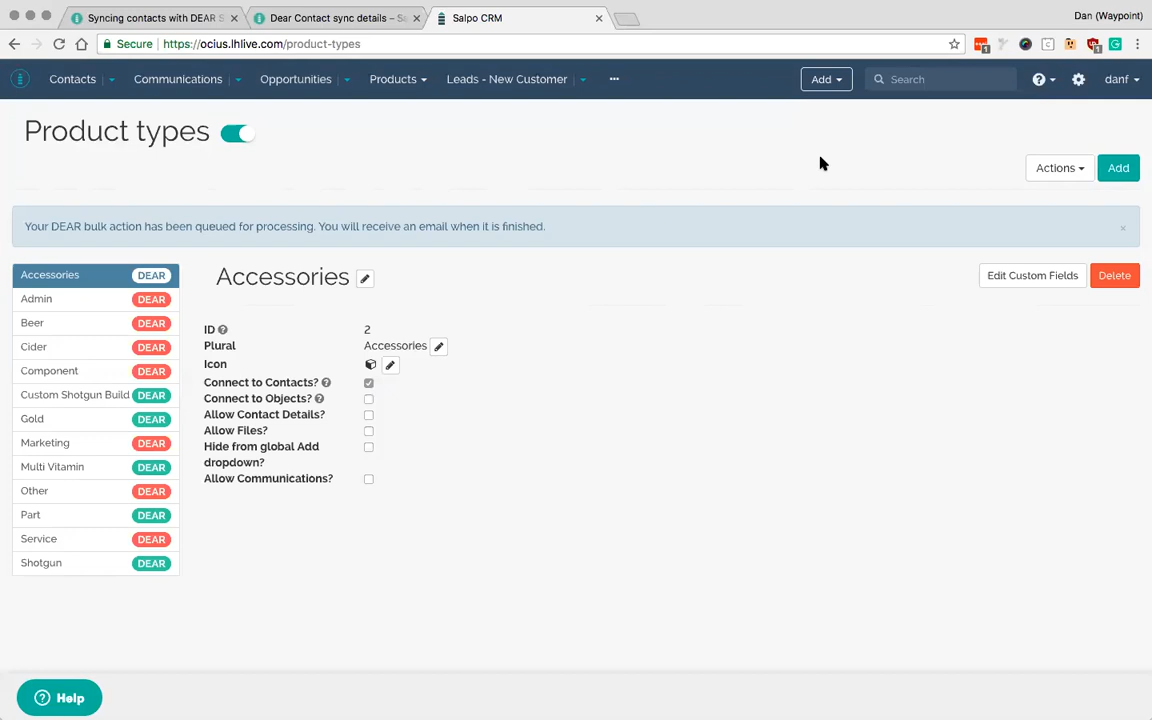 Dan (Waypoint)
Syncing contacts with DEAR S
Dear Contact sync details – Sa
Salpo CRM
Secure
https://ocius.lhlive.com/product-types
1
1
Contacts
Communications
Opportunities
Products
Leads - New Customer
Add
Search
danf
Product types
Actions
Add
Your DEAR bulk action has been queued for processing. You will receive an email when it is finished.
Accessories DEAR
Admin DEAR
Beer DEAR
Cider DEAR
Component DEAR
Custom Shotgun Build DEAR
Gold DEAR
Marketing DEAR
Multi Vitamin DEAR
Other DEAR
Part DEAR
Service DEAR
Shotgun DEAR
Accessories
Edit Custom Fields
Delete
ID 2
Plural Accessories
Icon
Connect to Contacts?
Connect to Objects?
Allow Contact Details?
Allow Files?
Hide from global Add
dropdown?
Allow Communications?
Help